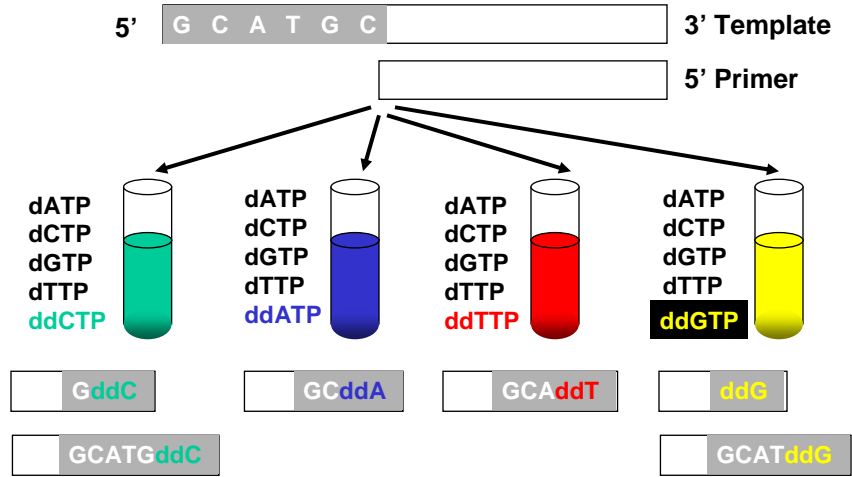 5’ G C A T G C 3’ Template
5’ Primer
dATP
dCTP
dGTP
dTTP
ddCTP
dATP
dCTP
dGTP
dTTP
ddATP
dATP
dCTP
dGTP
dTTP
ddTTP
dATP
dCTP
dGTP
dTTP
ddGTP
GddC
GCddA
GCAddT
ddG
GCATGddC
GCATddG